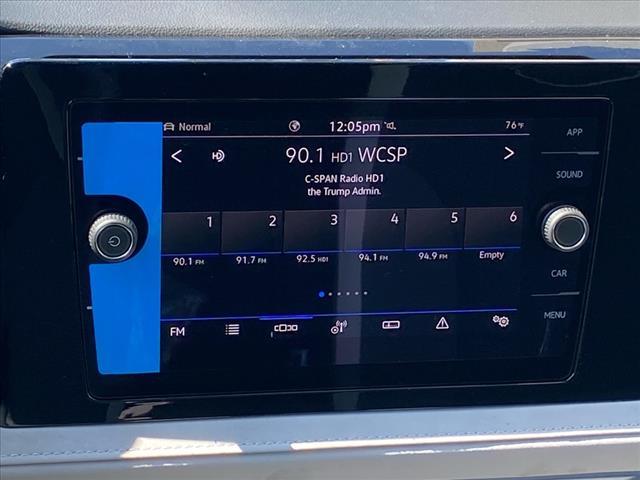 Normal 12:05pm 76°F
APP
90.1 HD1 WCSP
C-SPAN Radio HD1
the Trump Admin.
SOUND
1 2 3 4 5 6
90.1 FM 91.7 FM 92.5 HD1 94.1 FM 94.9 FM Empty
CAR
MENU
FM